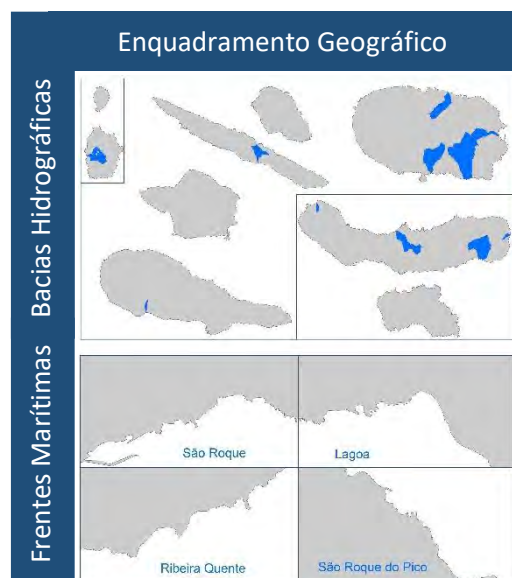 Enquadramento Geográfico
Bacias Hidrográficas
Frentes Marítimas
São Roque
Lagoa
Ribeira Quente
São Roque do Pico